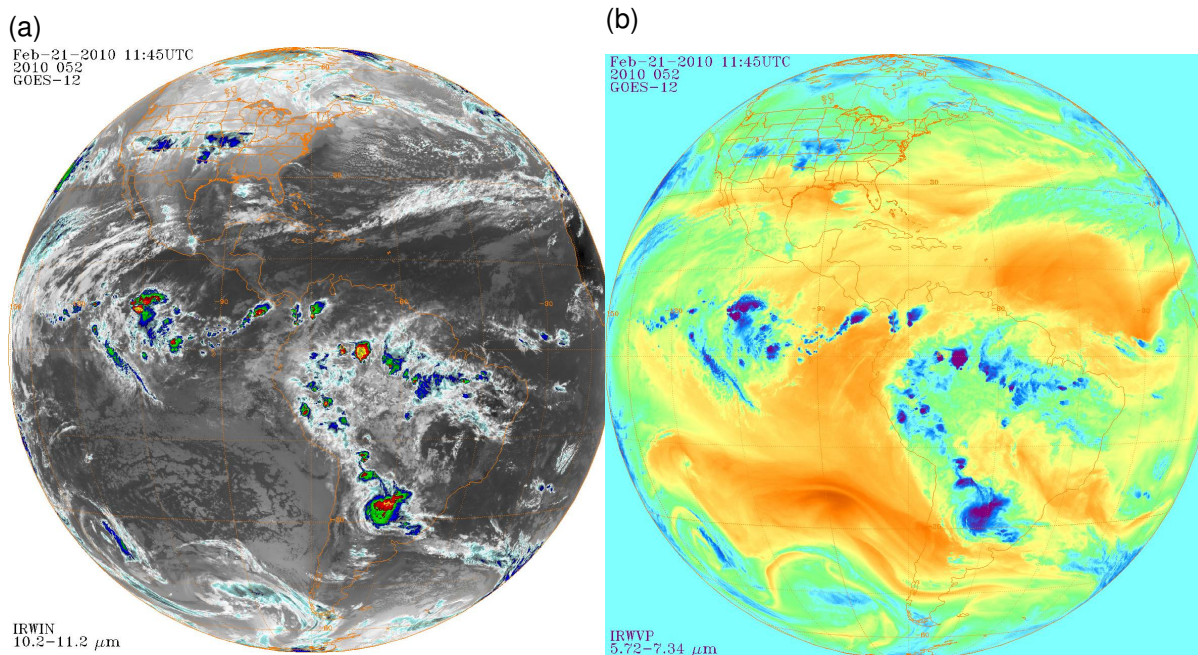 (a)
Feb-21-2010 11:45UTC
2010 052
GOES-12
IRWIN
10.2-11.2 μm
(b)
Feb-21-2010 11:45UTC
2010 052
GOES-12
IRWVP
5.72-7.34 μm